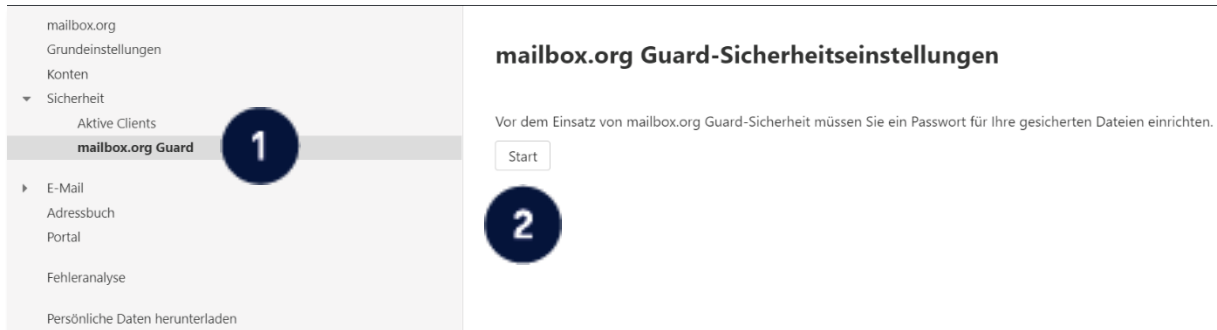 mailbox.org
Grundeinstellungen
Konten
Sicherheit
Aktive Clients
mailbox.org Guard
1
E-Mail
Adressbuch
Portal
Fehleranalyse
Persönliche Daten herunterladen
mailbox.org Guard-Sicherheitseinstellungen
Vor dem Einsatz von mailbox.org Guard-Sicherheit müssen Sie ein Passwort für Ihre gesicherten Dateien einrichten.
Start
2